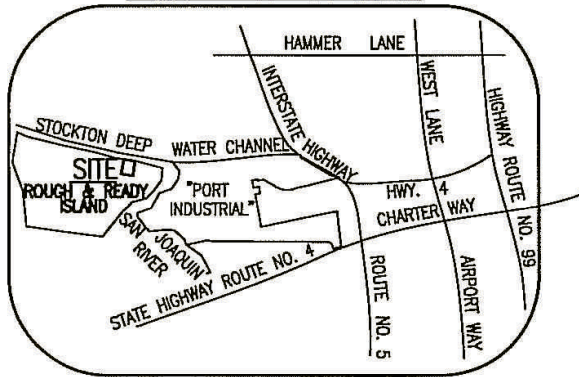 HAMMER LANE
INTERSTATE HIGHWAY
WEST LANE
HIGHWAY ROUTE NO. 99
STOCKTON DEEP WATER CHANNEL
SITE
ROUGH & READY
ISLAND
"PORT
INDUSTRIAL"
HWY. 4
CHARTER WAY
SAN JOAQUIN
RIVER
STATE HIGHWAY ROUTE NO. 4
ROUTE NO. 5
AIRPORT WAY